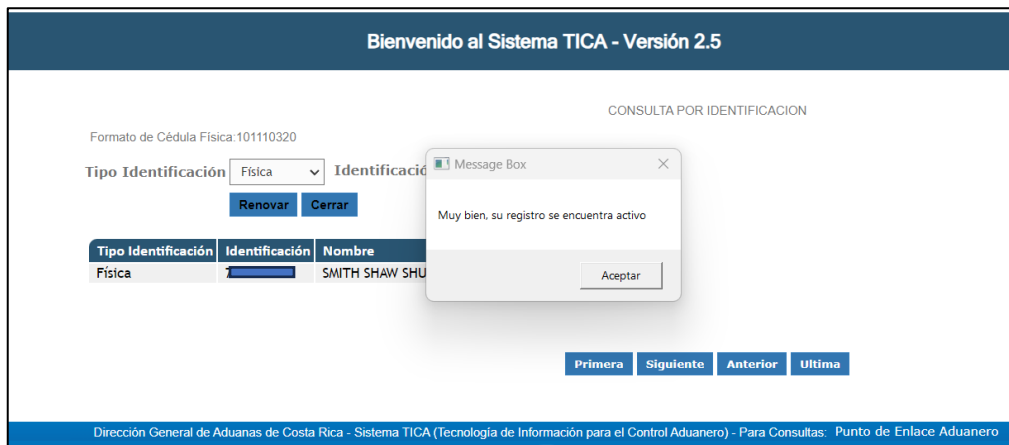 Bienvenido al Sistema TICA - Versión 2.5
CONSULTA POR IDENTIFICACION
Formato de Cédula Física:101110320
Tipo Identificación Física Identificació
Renovar Cerrar
Message Box
Muy bien, su registro se encuentra activo
Aceptar
Tipo Identificación Identificación Nombre
Física 7 SMITH SHAW SHU
Primera Siguiente Anterior Ultima
Dirección General de Aduanas de Costa Rica - Sistema TICA (Tecnología de Información para el Control Aduanero) - Para Consultas: Punto de Enlace Aduanero